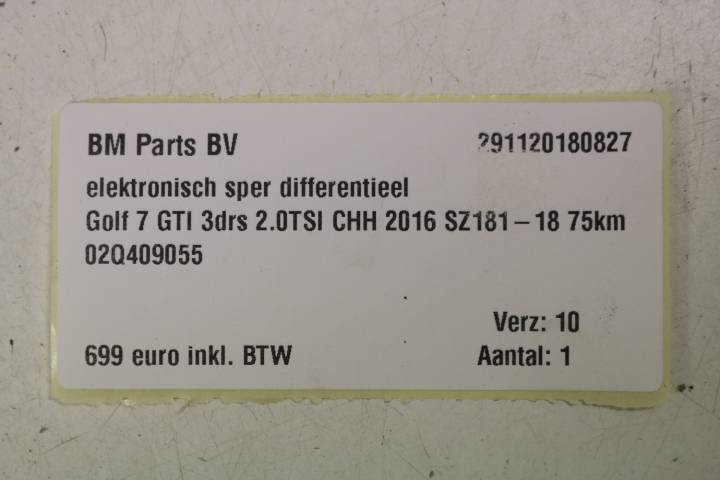 BM Parts BV 291120180827
elektronisch sper differentieel
Golf 7 GTI 3drs 2.0TSI CHH 2016 SZ181-18 75km
02Q409055
Verz: 10
699 euro inkl. BTW Aantal: 1